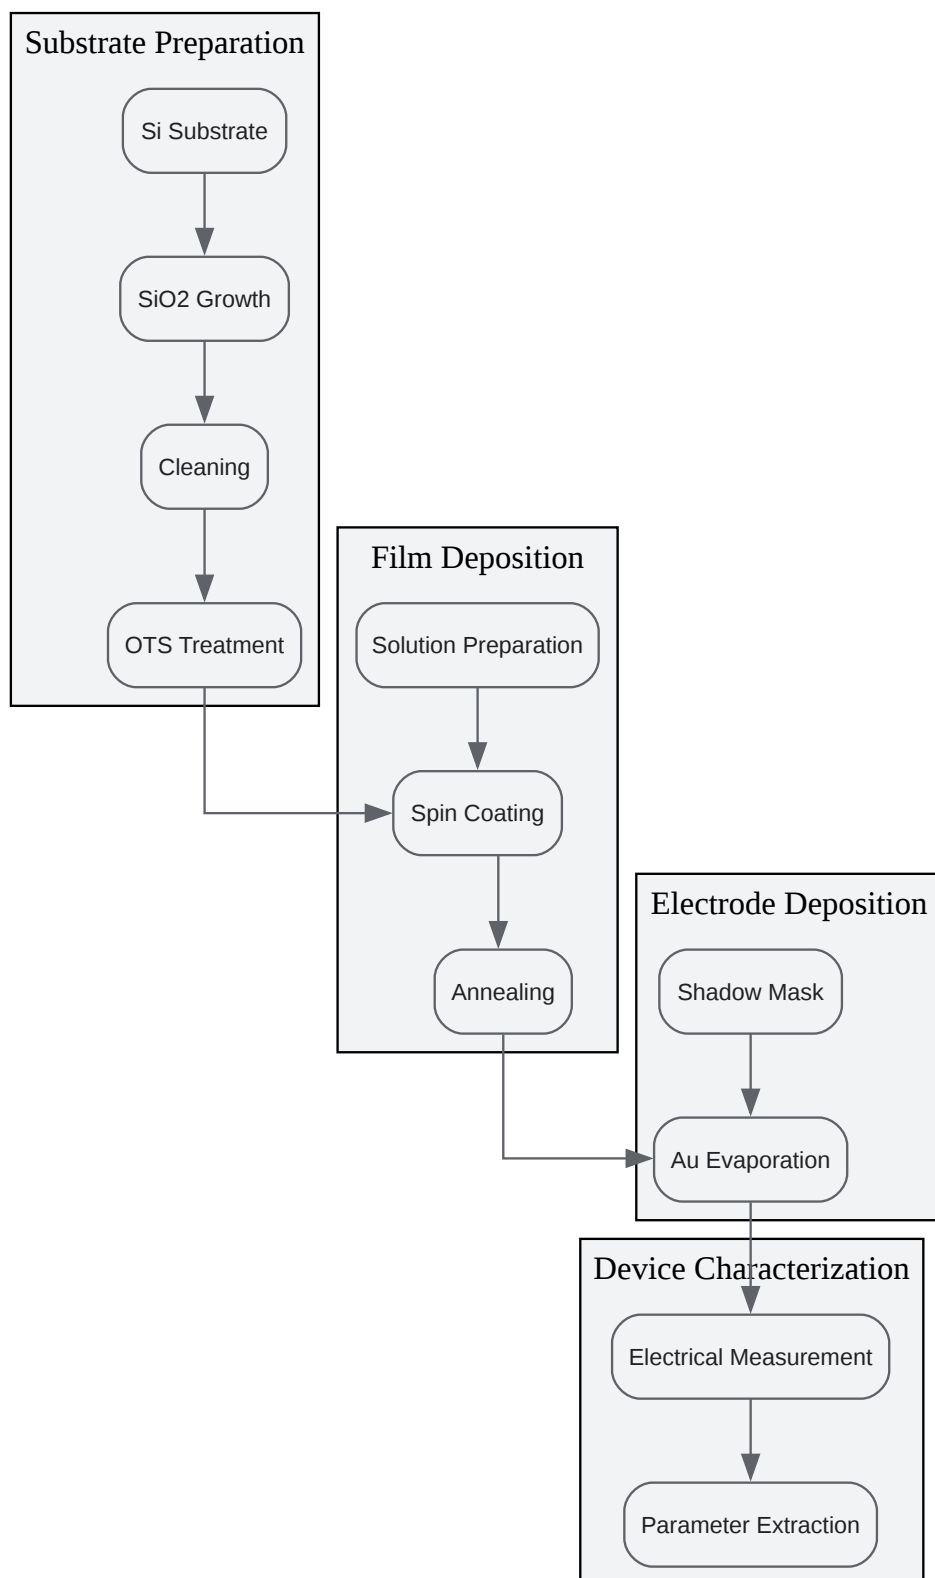 Substrate Preparation
Si Substrate
SiO2 Growth
Cleaning
OTS Treatment
Film Deposition
Solution Preparation
Spin Coating
Annealing
Electrode Deposition
Shadow Mask
Au Evaporation
Device Characterization
Electrical Measurement
Parameter Extraction